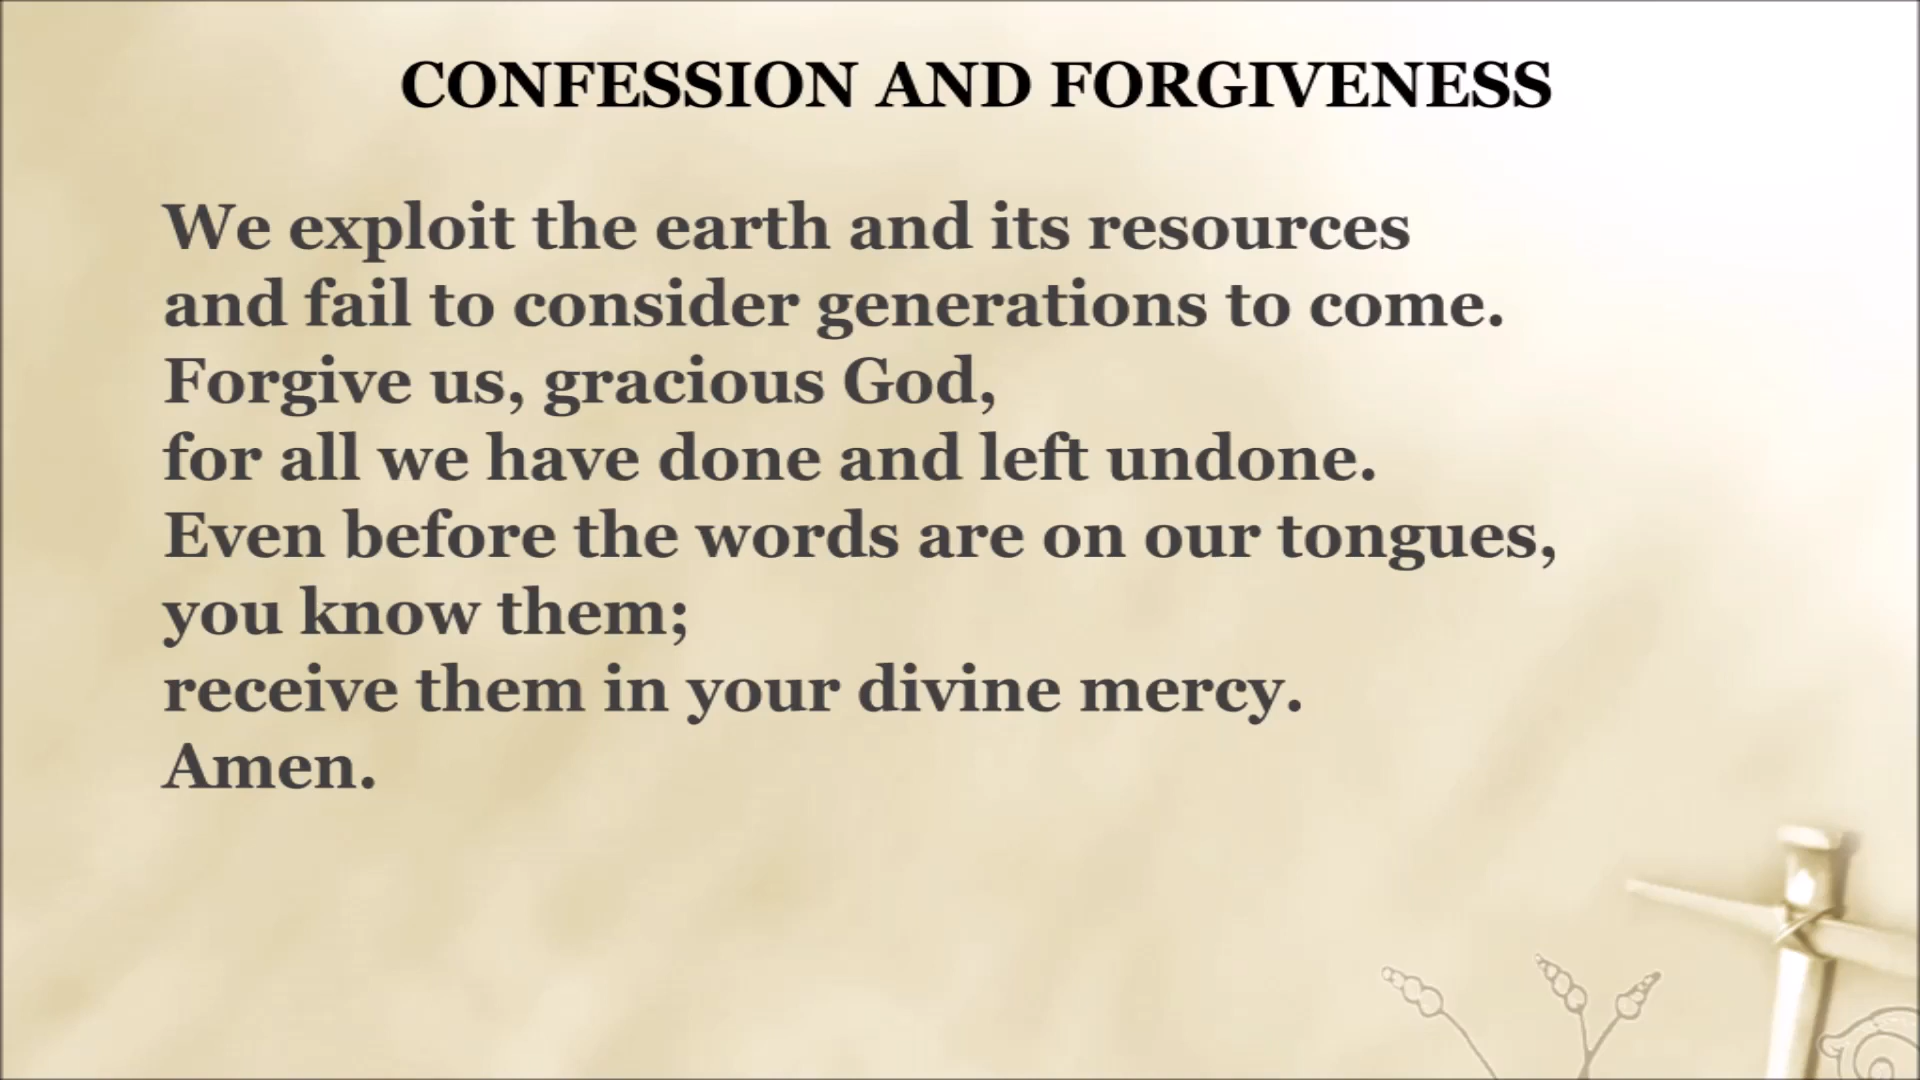 CONFESSION AND FORGIVENESS
We exploit the earth and its resources
and fail to consider generations to come.
Forgive us, gracious God,
for all we have done and left undone.
Even before the words are on our tongues,
you know them;
receive them in your divine mercy.
Amen.